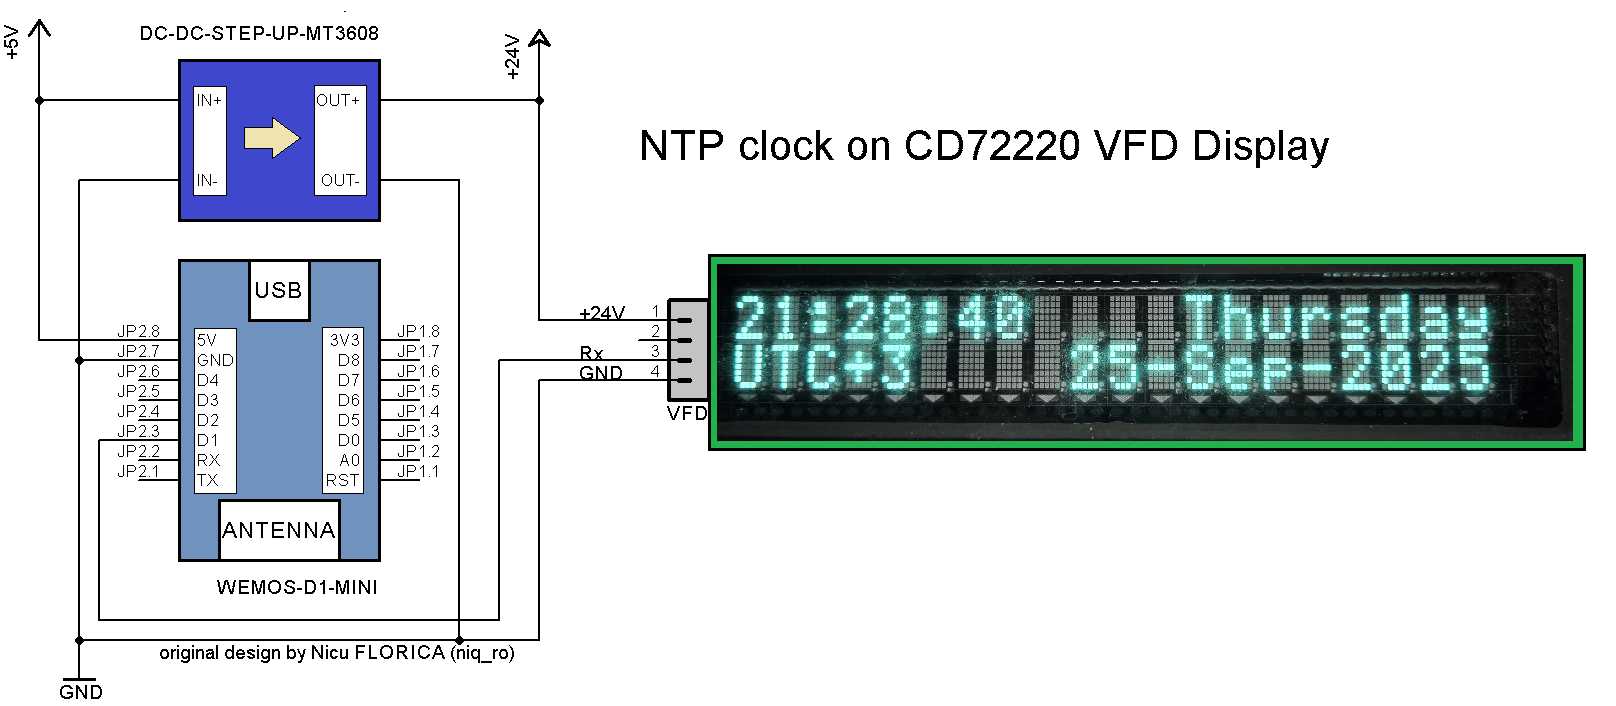 +5V
DC-DC-STEP-UP-MT3608
+24V
IN+
OUT+
IN-
OUT-
NTP clock on CD72220 VFD Display
USB
JP2.8
5V
3V3
JP1.8
JP2.7
GND
D8
JP1.7
JP2.6
D4
D7
JP1.6
JP2.5
D3
D6
JP1.5
JP2.4
D2
D5
JP1.4
JP2.3
D1
D0
JP1.3
JP2.2
RX
A0
JP1.2
JP2.1
TX
RST
JP1.1
ANTENNA
WEMOS-D1-MINI
+24V 1
2
Rx 3
GND 4
VFD
21:28:40 Thursday
UTC+3 25-Sep-2025
original design by Nicu FLORICA (niq_ro)
GND